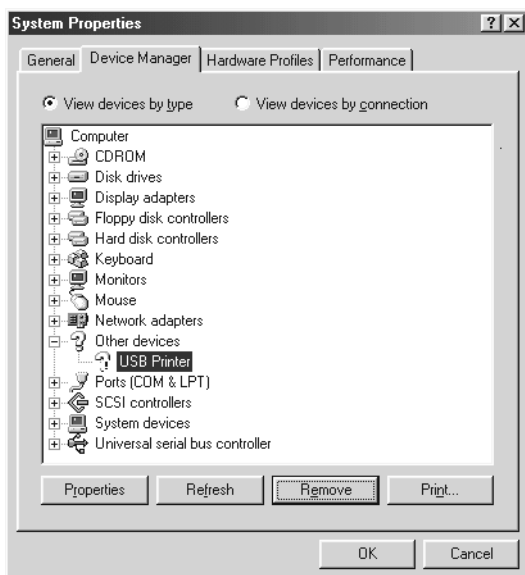 System Properties
General Device Manager Hardware Profiles Performance
View devices by type View devices by connection
Computer
CDROM
Disk drives
Display adapters
Floppy disk controllers
Hard disk controllers
Keyboard
Monitors
Mouse
Network adapters
Other devices
USB Printer
Ports (COM & LPT)
SCSI controllers
System devices
Universal serial bus controller
Properties Refresh Remove Print...
OK Cancel